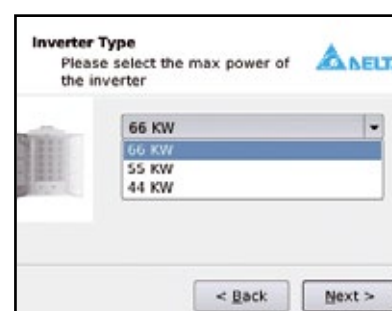 Inverter Type
Please select the max power of
the inverter
DELT
66 KW
66 KW
55 KW
44 KW
< Back
Next >